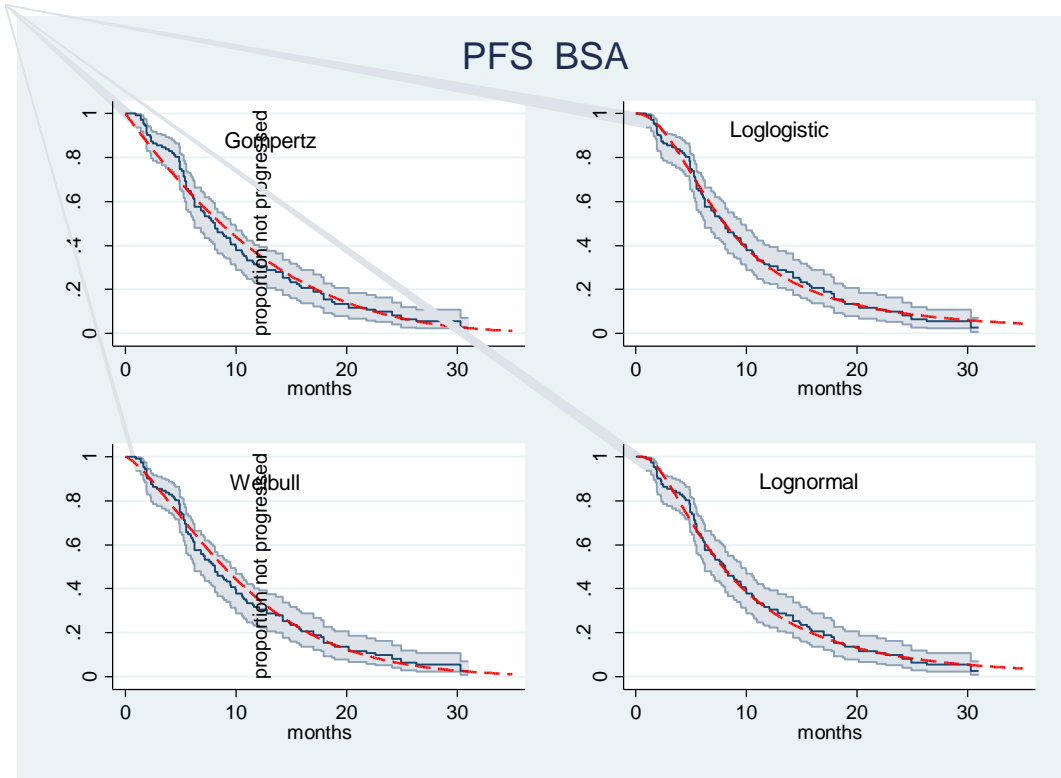 PFS BSA
Gompertz
proportion not progressed
1
.8
.6
.4
.2
0
0 10 20 30
months
Loglogistic
1
.8
.6
.4
.2
0
0 10 20 30
months
Weibull
proportion not progressed
1
.8
.6
.4
.2
0
0 10 20 30
months
Lognormal
1
.8
.6
.4
.2
0
0 10 20 30
months